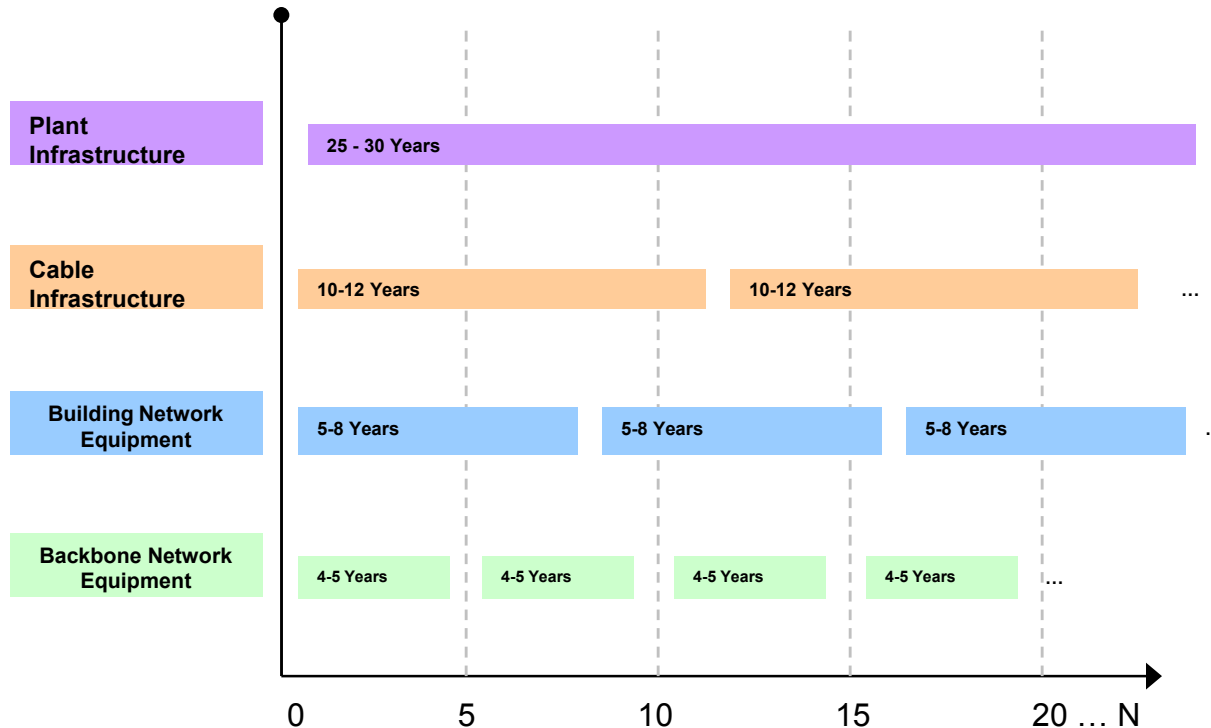 Plant
Infrastructure
25 - 30 Years
Cable
Infrastructure
10-12 Years
10-12 Years
...
Building Network
Equipment
5-8 Years
5-8 Years
5-8 Years
.
Backbone Network
Equipment
4-5 Years
4-5 Years
4-5 Years
4-5 Years
...
0
5
10
15
20 ... N